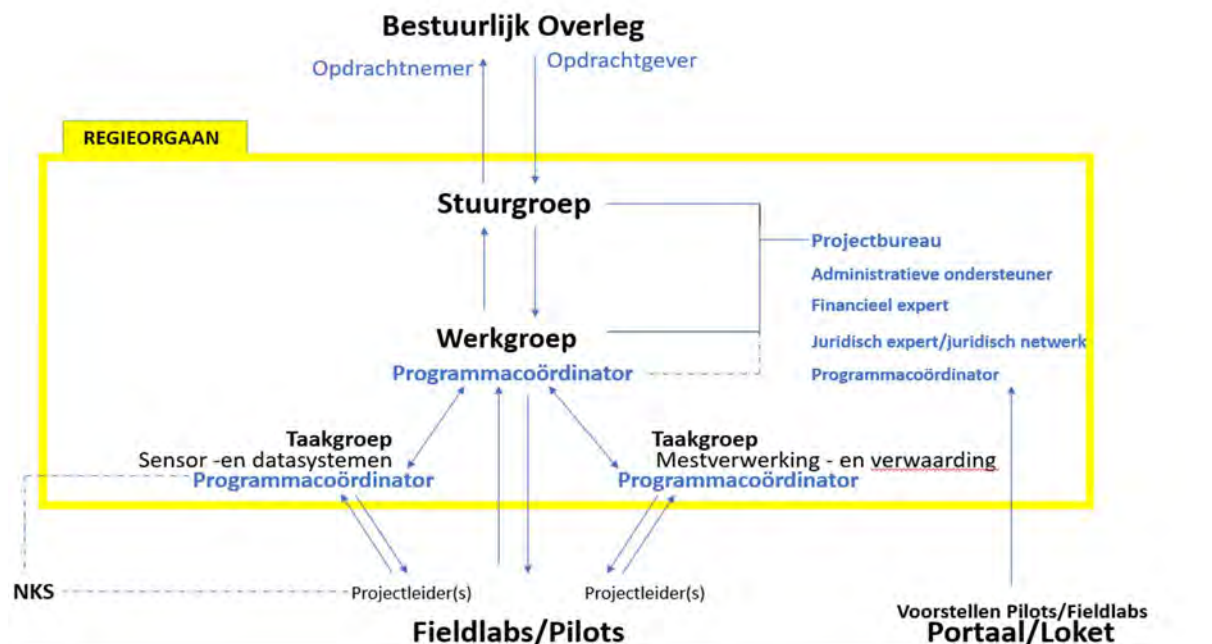 Bestuurlijk Overleg
Opdrachtnemer
Opdrachtgever
REGIEORGAAN
Stuurgroep
Projectbureau
Administratieve ondersteuner
Financieel expert
Juridisch expert/juridisch netwerk
Programmacoördinator
Werkgroep
Programmacoördinator
Taakgroep
Sensor -en datasystemen
Programmacoördinator
Taakgroep
Mestverwerking - en verwaarding
Programmacoördinator
NKS
Projectleider(s)
Projectleider(s)
Fieldlabs/Pilots
Voorstellen Pilots/Fieldlabs
Portaal/Loket